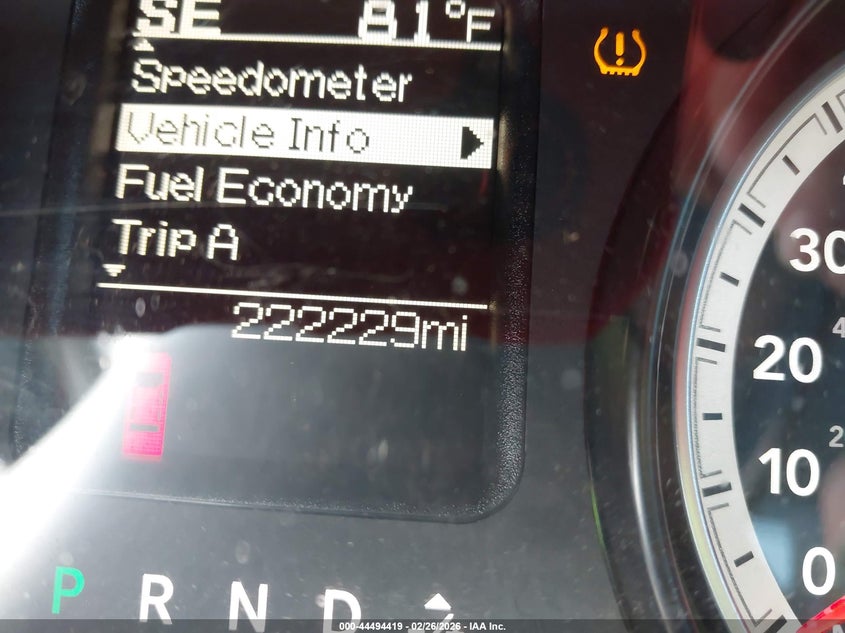 SE 81°F
Speedometer
Vehicle Info
Fuel Economy
Trip A
222229mi
30
20
10
0
P R N D
000-44494419 - 02/26/2026 - IAA Inc.